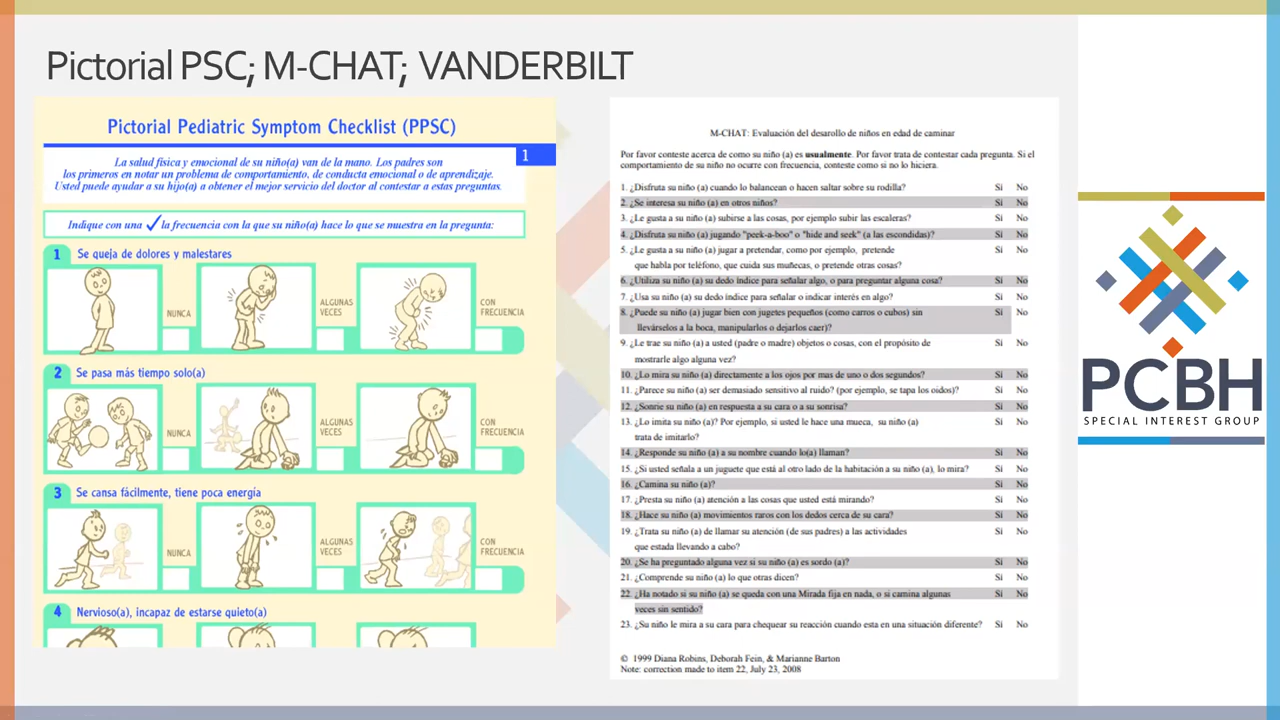 Pictorial PSC; M-CHAT; VANDERBILT
Pictorial Pediatric Symptom Checklist (PPSC)
1
La salud física y emocional de su niño(a) van de la mano. Los padres son
los primeros en notar un problema de comportamiento, de conducta emocional o de aprendizaje.
Usted puede ayudar a su hijo(a) a obtener el mejor servicio del doctor al contestar a estas preguntas.
Indique con una ✓ la frecuencia con la que su niño(a) hace lo que se muestra en la pregunta:
1 Se queja de dolores y malestares
NUNCA
ALGUNAS
VECES
CON
FRECUENCIA
2 Se pasa más tiempo solo(a)
NUNCA
ALGUNAS
VECES
CON
FRECUENCIA
3 Se cansa fácilmente, tiene poca energía
NUNCA
ALGUNAS
VECES
CON
FRECUENCIA
4 Nervioso(a), incapaz de estarse quieto(a)
M-CHAT: Evaluación del desarollo de niños en edad de caminar
Por favor conteste acerca de como su niño (a) es usualmente. Por favor trata de contestar cada pregunta. Si el
comportamiento de su niño no ocurre con frecuencia, conteste como si no lo hiciera.
1. ¿Disfruta su niño (a) cuando lo balancean o hacen saltar sobre su rodilla? Sí No
2. ¿Se interesa su niño (a) en otros niños? Sí No
3. ¿Le gusta a su niño (a) subirse a las cosas, por ejemplo subir las escaleras? Sí No
4. ¿Disfruta su niño (a) jugando "peek-a-boo" o "hide and seek" (a las escondidas)? Sí No
5. ¿Le gusta a su niño (a) jugar a pretendar, como por ejemplo, pretende Sí No
que habla por teléfono, que cuida sus muñecas, o pretende otras cosas?
6. ¿Utiliza su niño (a) su dedo índice para señalar algo, o para preguntar alguna cosa? Sí No
7. ¿Usa su niño (a) su dedo índice para señalar o indicar interés en algo? Sí No
8. ¿Puede su niño (a) jugar bien con jugetes pequeños (como carros o cubos) sin Sí No
llevárselos a la boca, manipularlos o dejarlos caer)?
9. ¿Le trae su niño (a) a usted (padre o madre) objetos o cosas, con el propósito de Sí No
mostrarle algo alguna vez?
10. ¿Lo mira su niño (a) directamente a los ojos por mas de uno o dos segundos? Sí No
11. ¿Parece su niño (a) ser demasiado sensitivo al ruido? (por ejemplo, se tapa los oidos)? Sí No
12. ¿Sonrie su niño (a) en respuesta a su cara o a su sonrisa? Sí No
13. ¿Lo imita su niño (a)? Por ejemplo, si usted le hace una mueca, su niño (a) Sí No
trata de imitarlo?
14. ¿Responde su niño (a) a su nombre cuando lo(a) llaman? Sí No
15. ¿Si usted señala a un juguete que está al otro lado de la habitación a su niño (a), lo mira? Sí No
16. ¿Camina su niño (a)? Sí No
17. ¿Presta su niño (a) atención a las cosas que usted está mirando? Sí No
18. ¿Hace su niño (a) movimientos raros con los dedos cerca de su cara? Sí No
19. ¿Trata su niño (a) de llamar su atención (de sus padres) a las actividades Sí No
que estada llevando a cabo?
20. ¿Se ha preguntado alguna vez si su niño (a) es sordo (a)? Sí No
21. ¿Comprende su niño (a) lo que otras dicen? Sí No
22. ¿Ha notado si su niño (a) se queda con una Mirada fija en nada, o si camina algunas Sí No
veces sin sentido?
23. ¿Su niño le mira a su cara para chequear su reacción cuando esta en una situación diferente? Sí No
© 1999 Diana Robins, Deborah Fein, & Marianne Barton
Note: correction made to item 22, July 23, 2008
PCBH
SPECIAL INTEREST GROUP